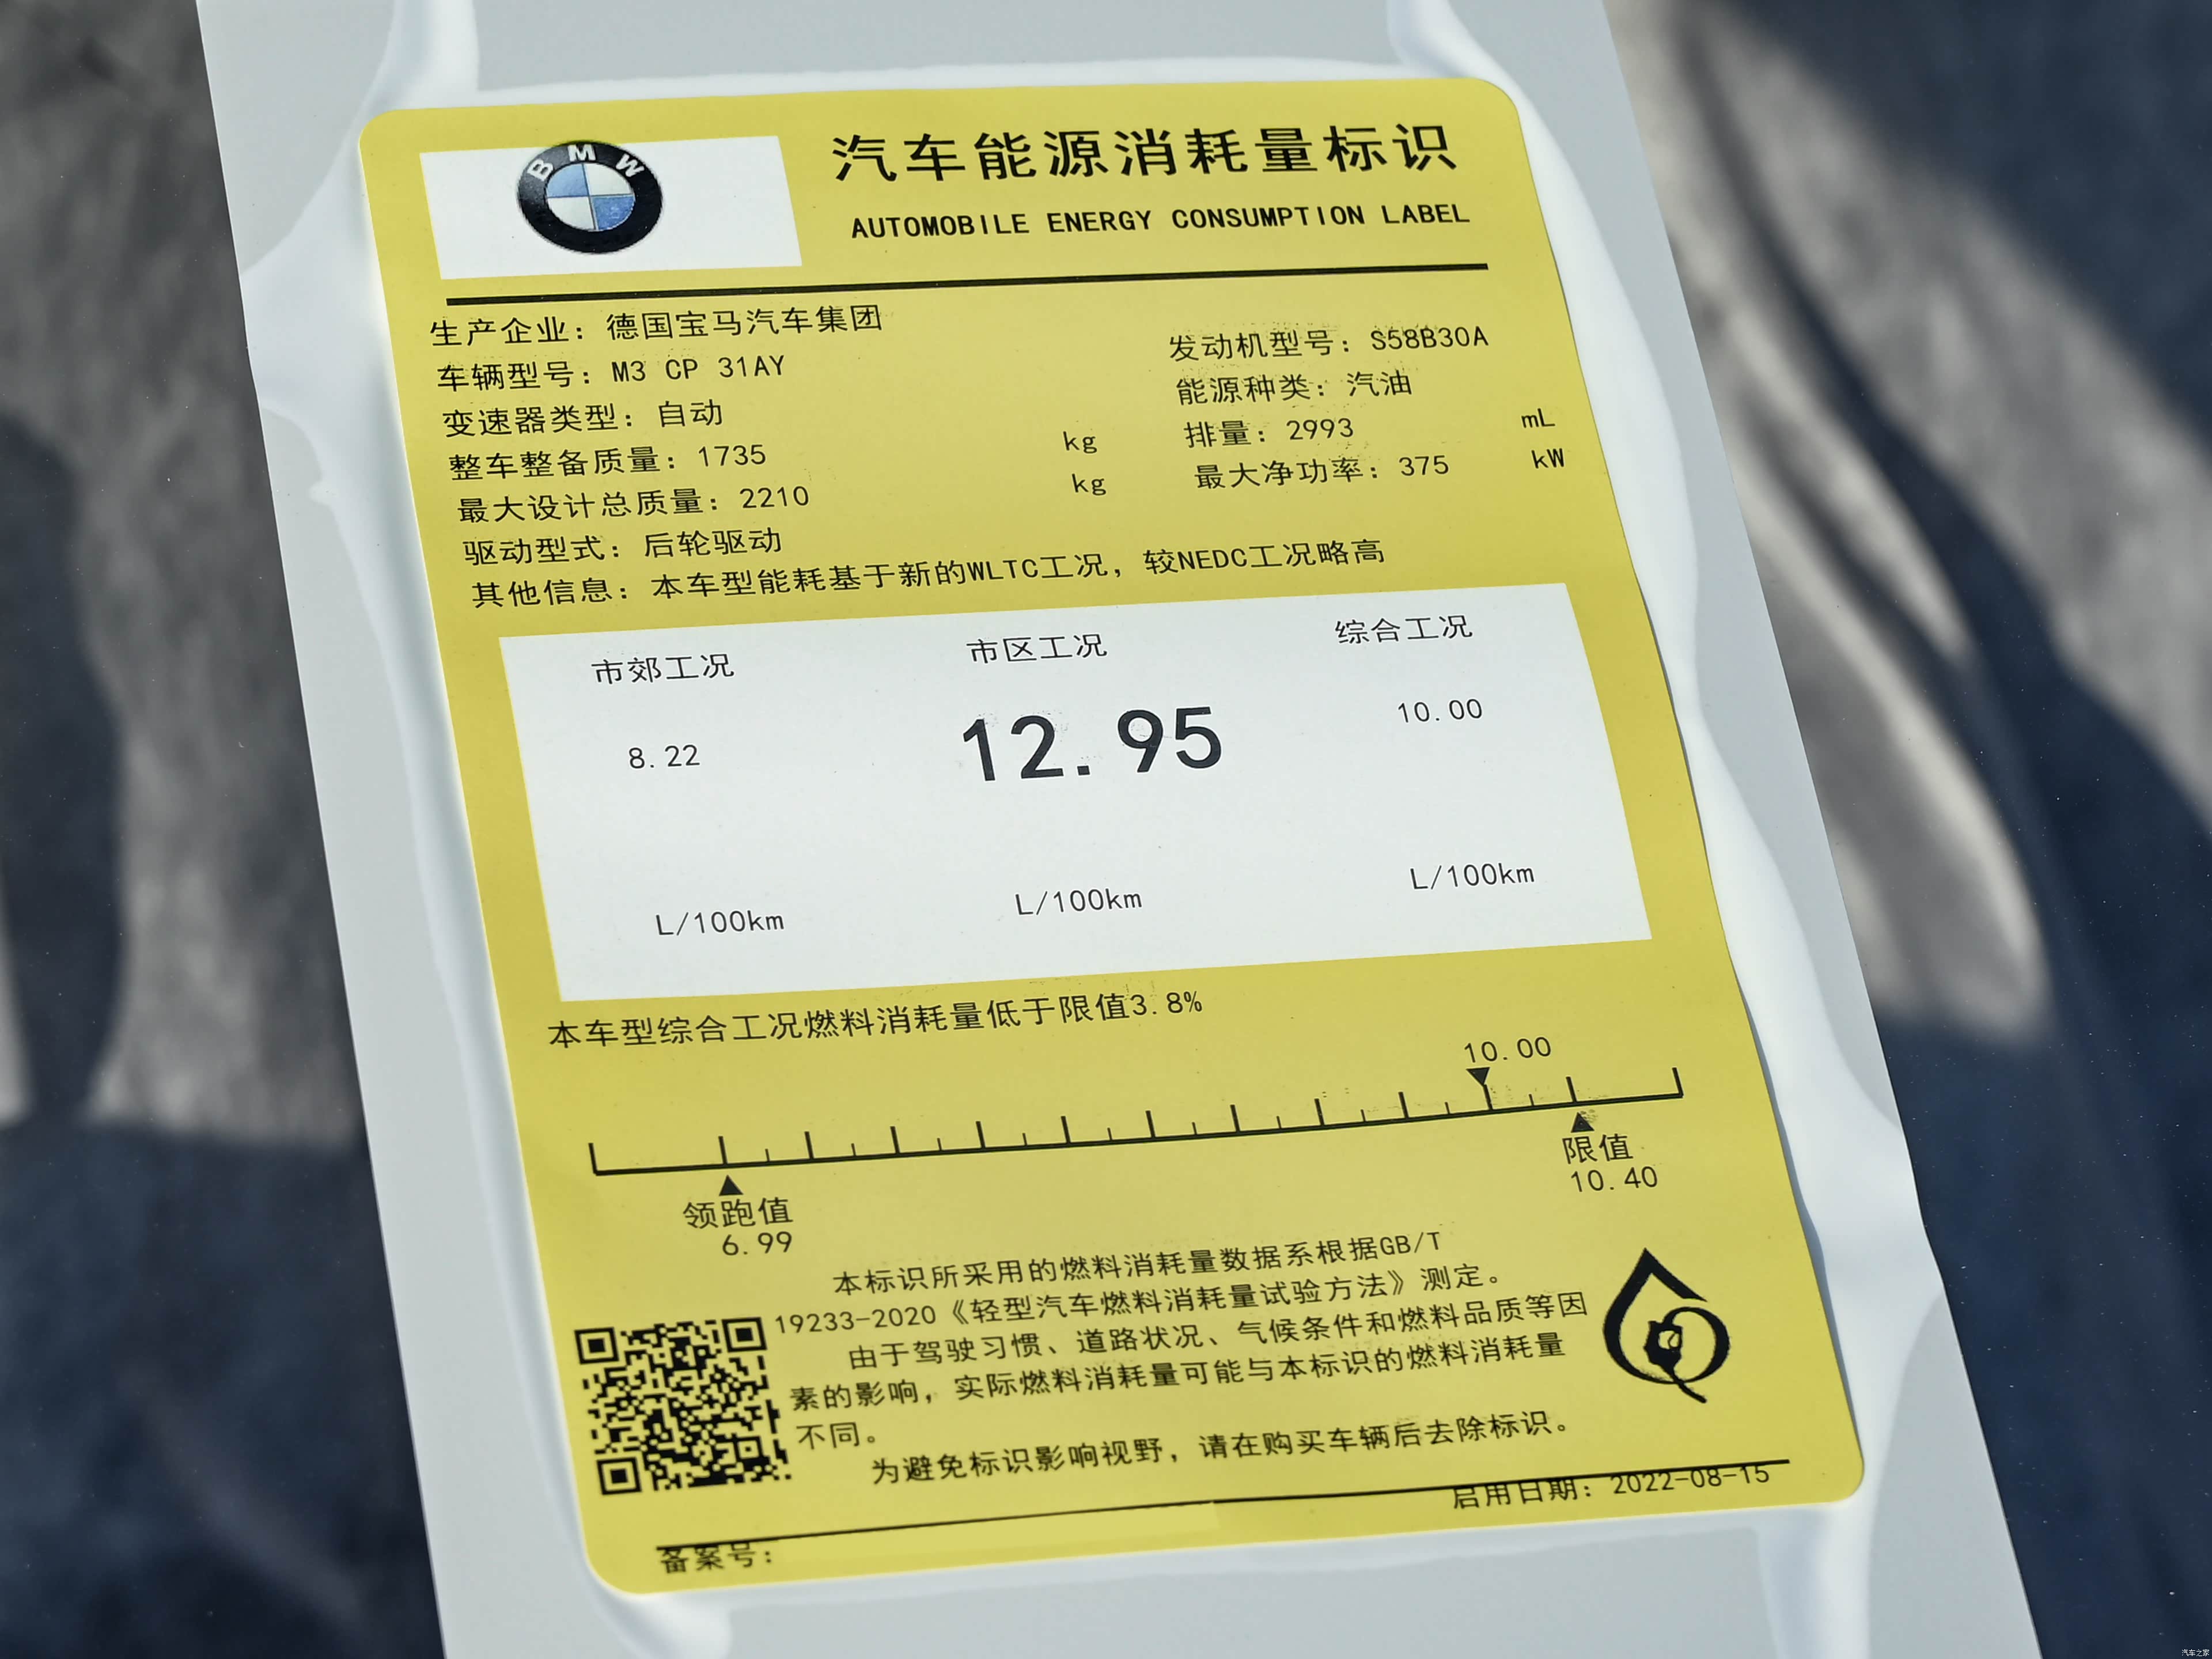 BMW
汽车能源消耗量标识
AUTOMOBILE ENERGY CONSUMPTION LABEL
生产企业：德国宝马汽车集团
车辆型号：M3 CP 31AY
变速器类型：自动
整车整备质量：1735 kg
最大设计总质量：2210 kg
驱动型式：后轮驱动
发动机型号：S58B30A
能源种类：汽油
排量：2993 mL
最大净功率：375 kW
其他信息：本车型能耗基于新的WLTC工况，较NEDC工况略高
市郊工况 市区工况 综合工况
8.22 12.95 10.00
L/100km L/100km L/100km
本车型综合工况燃料消耗量低于限值3.8%
10.00
领跑值
6.99
限值
10.40
本标识所采用的燃料消耗量数据系根据GB/T
19233-2020《轻型汽车燃料消耗量试验方法》测定。
由于驾驶习惯、道路状况、气候条件和燃料品质等因
素的影响，实际燃料消耗量可能与本标识的燃料消耗量
不同。
为避免标识影响视野，请在购买车辆后去除标识。
启用日期：2022-08-15
备案号：
汽车之家